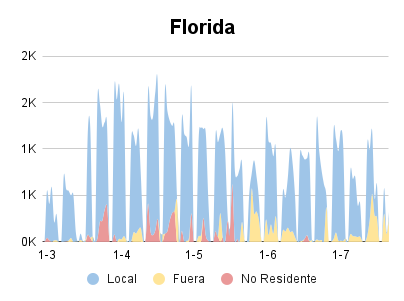 Florida
2K
2K
1K
1K
0K
1-3 1-4 1-5 1-6 1-7
Local Fuera No Residente